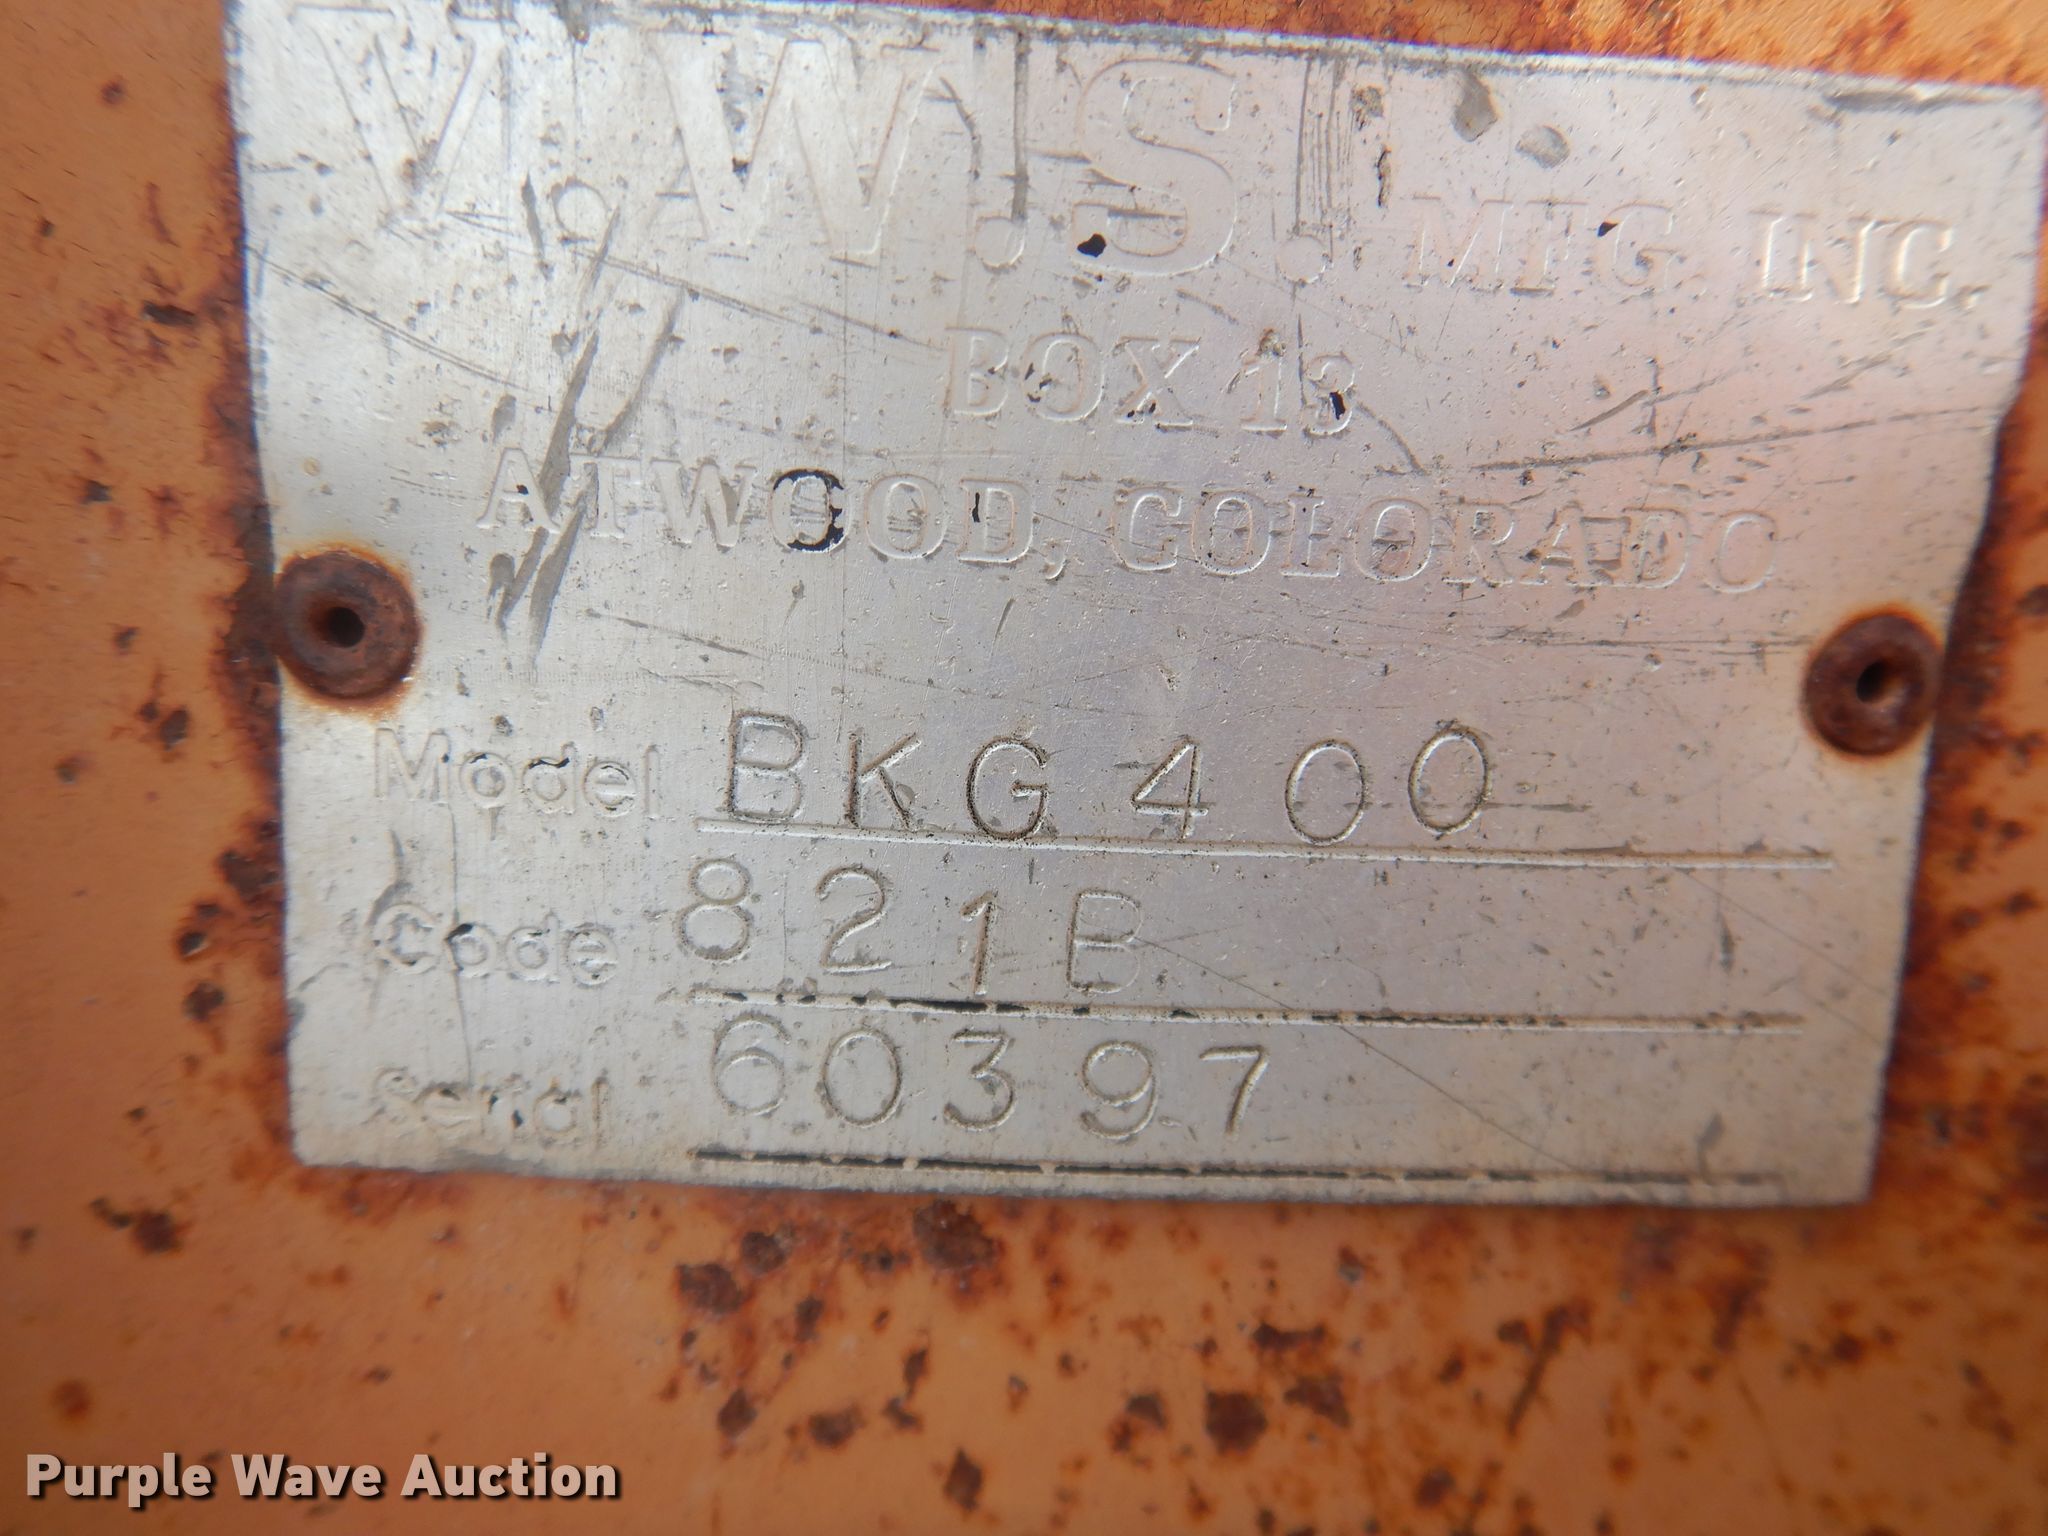 V.W.S. MFG. INC.
BOX 13
ATWOOD, COLORADO
Model BKG400
Code 821B
Serial 60397
Purple Wave Auction